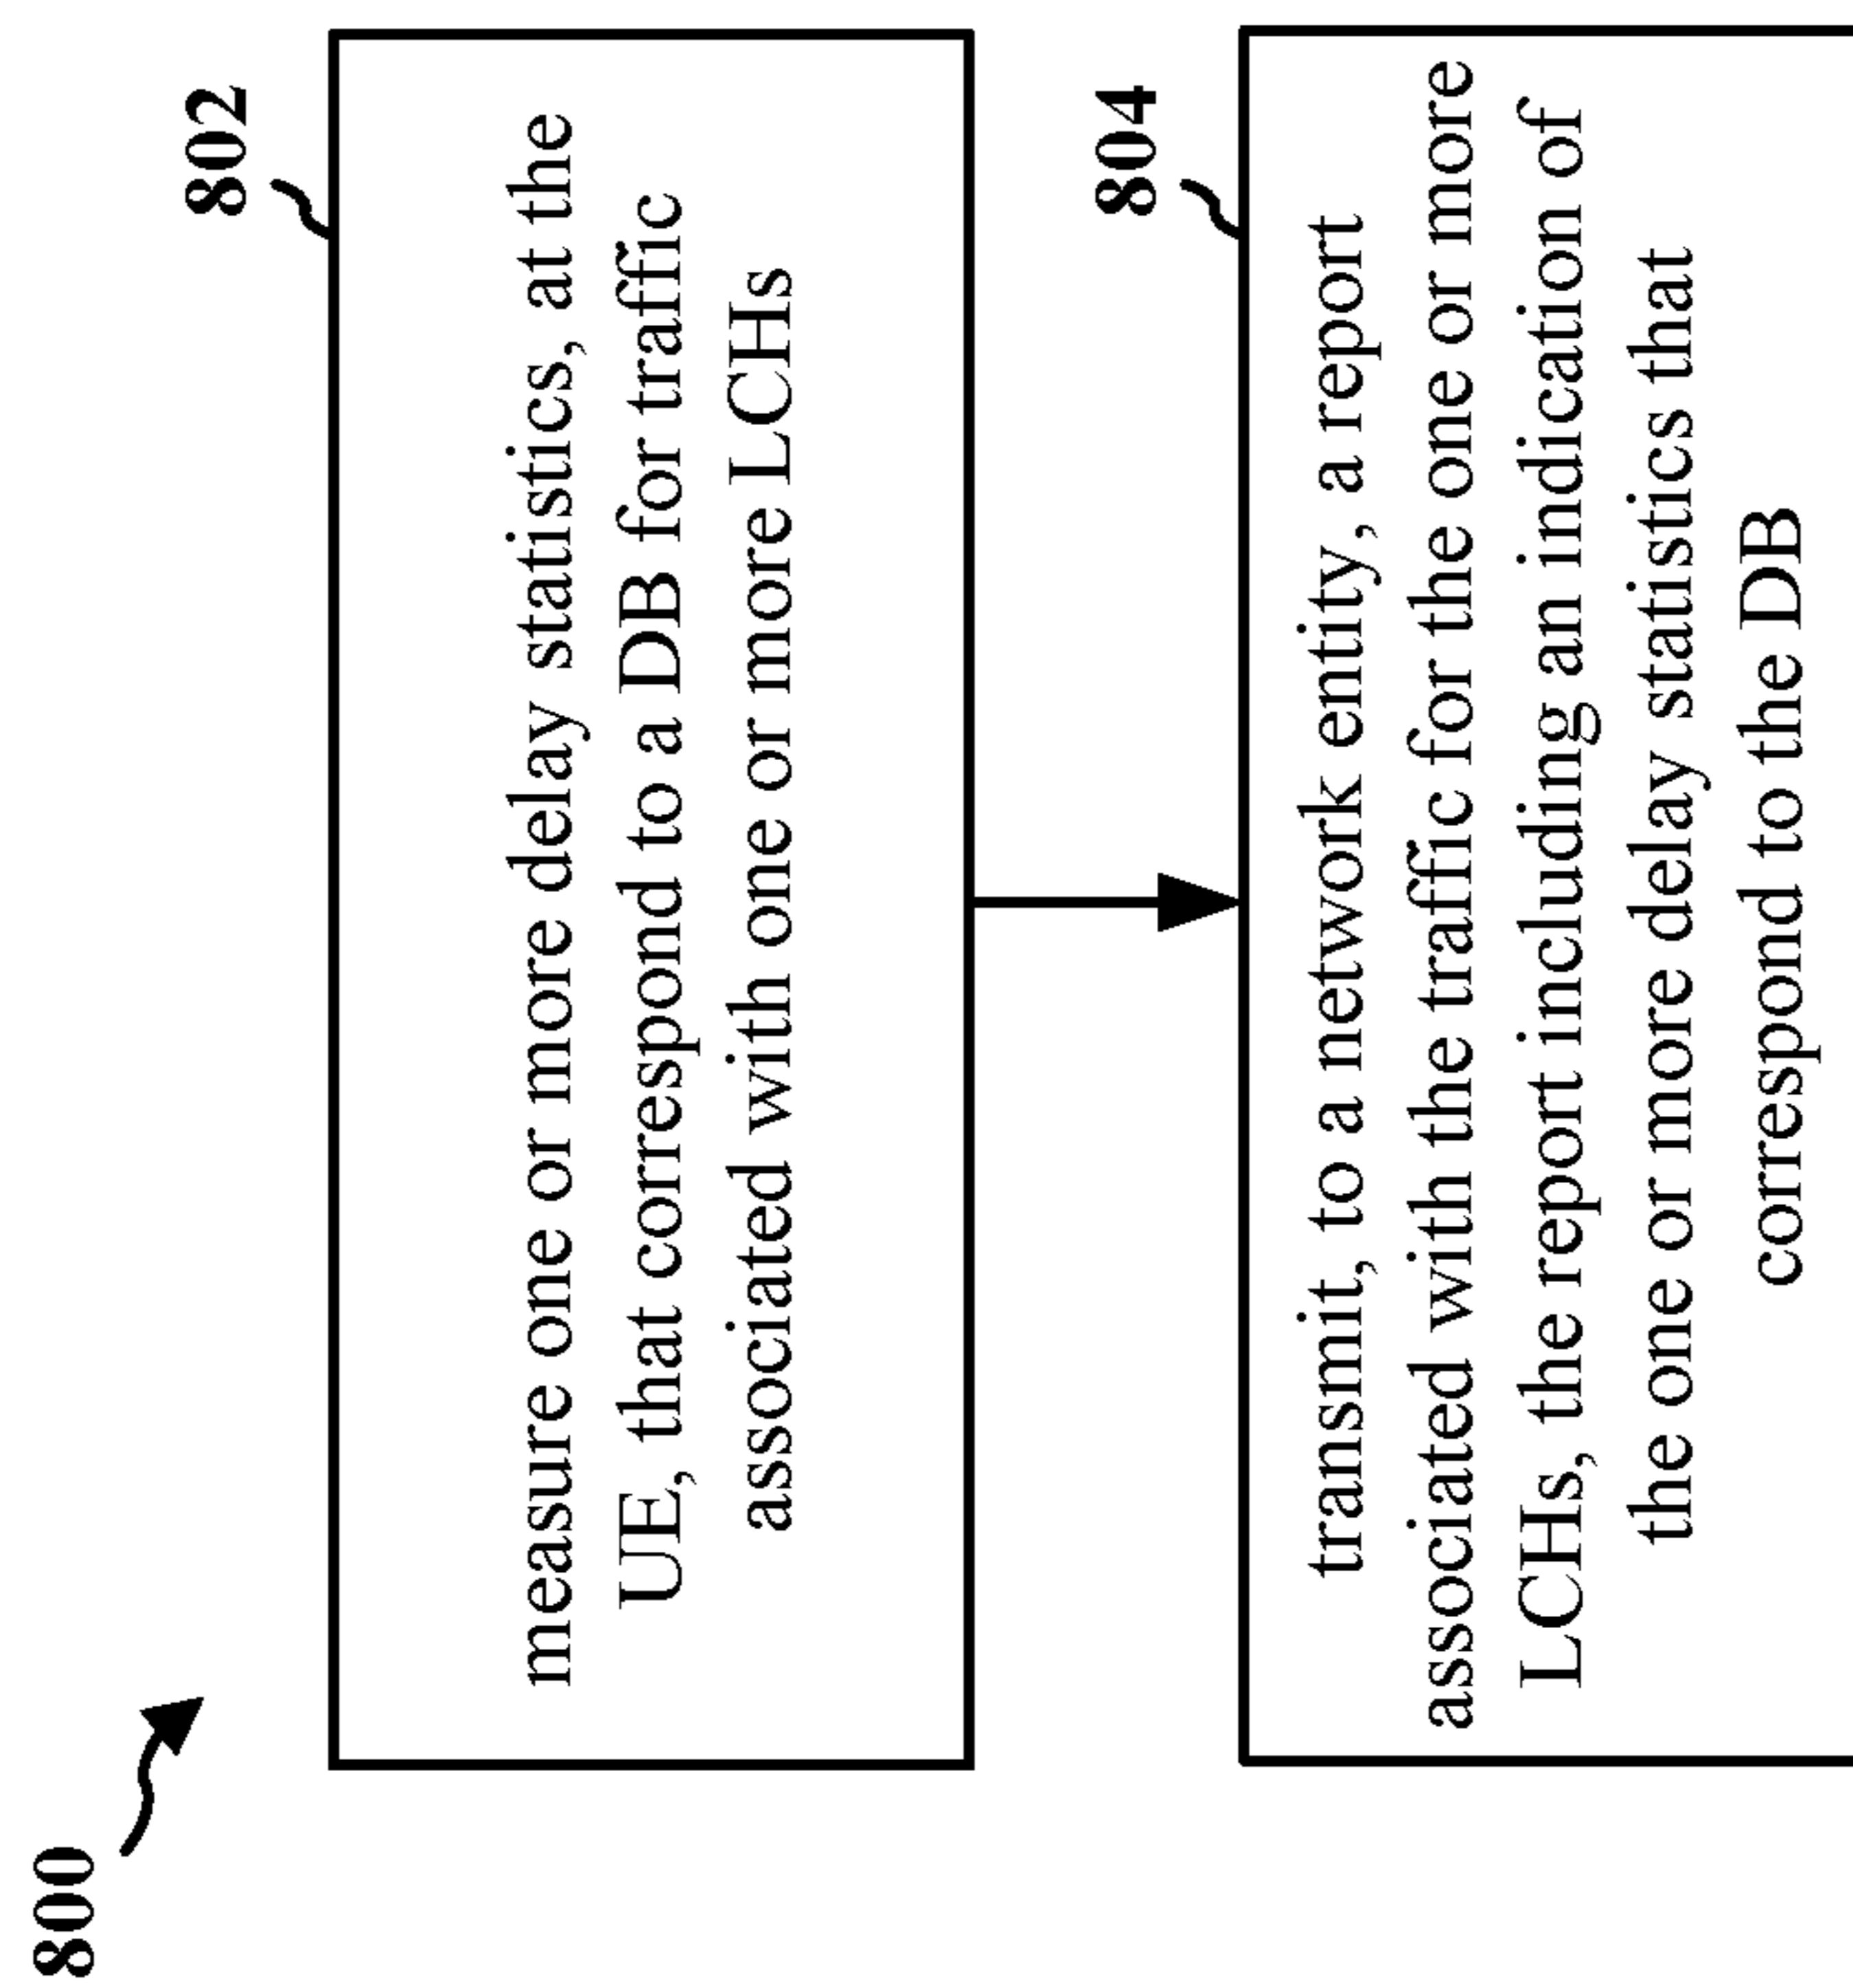 800
802
measure one or more delay statistics, at the
UE, that correspond to a DB for traffic
associated with one or more LCHs
804
transmit, to a network entity, a report
associated with the traffic for the one or more
LCHs, the report including an indication of
the one or more delay statistics that
correspond to the DB